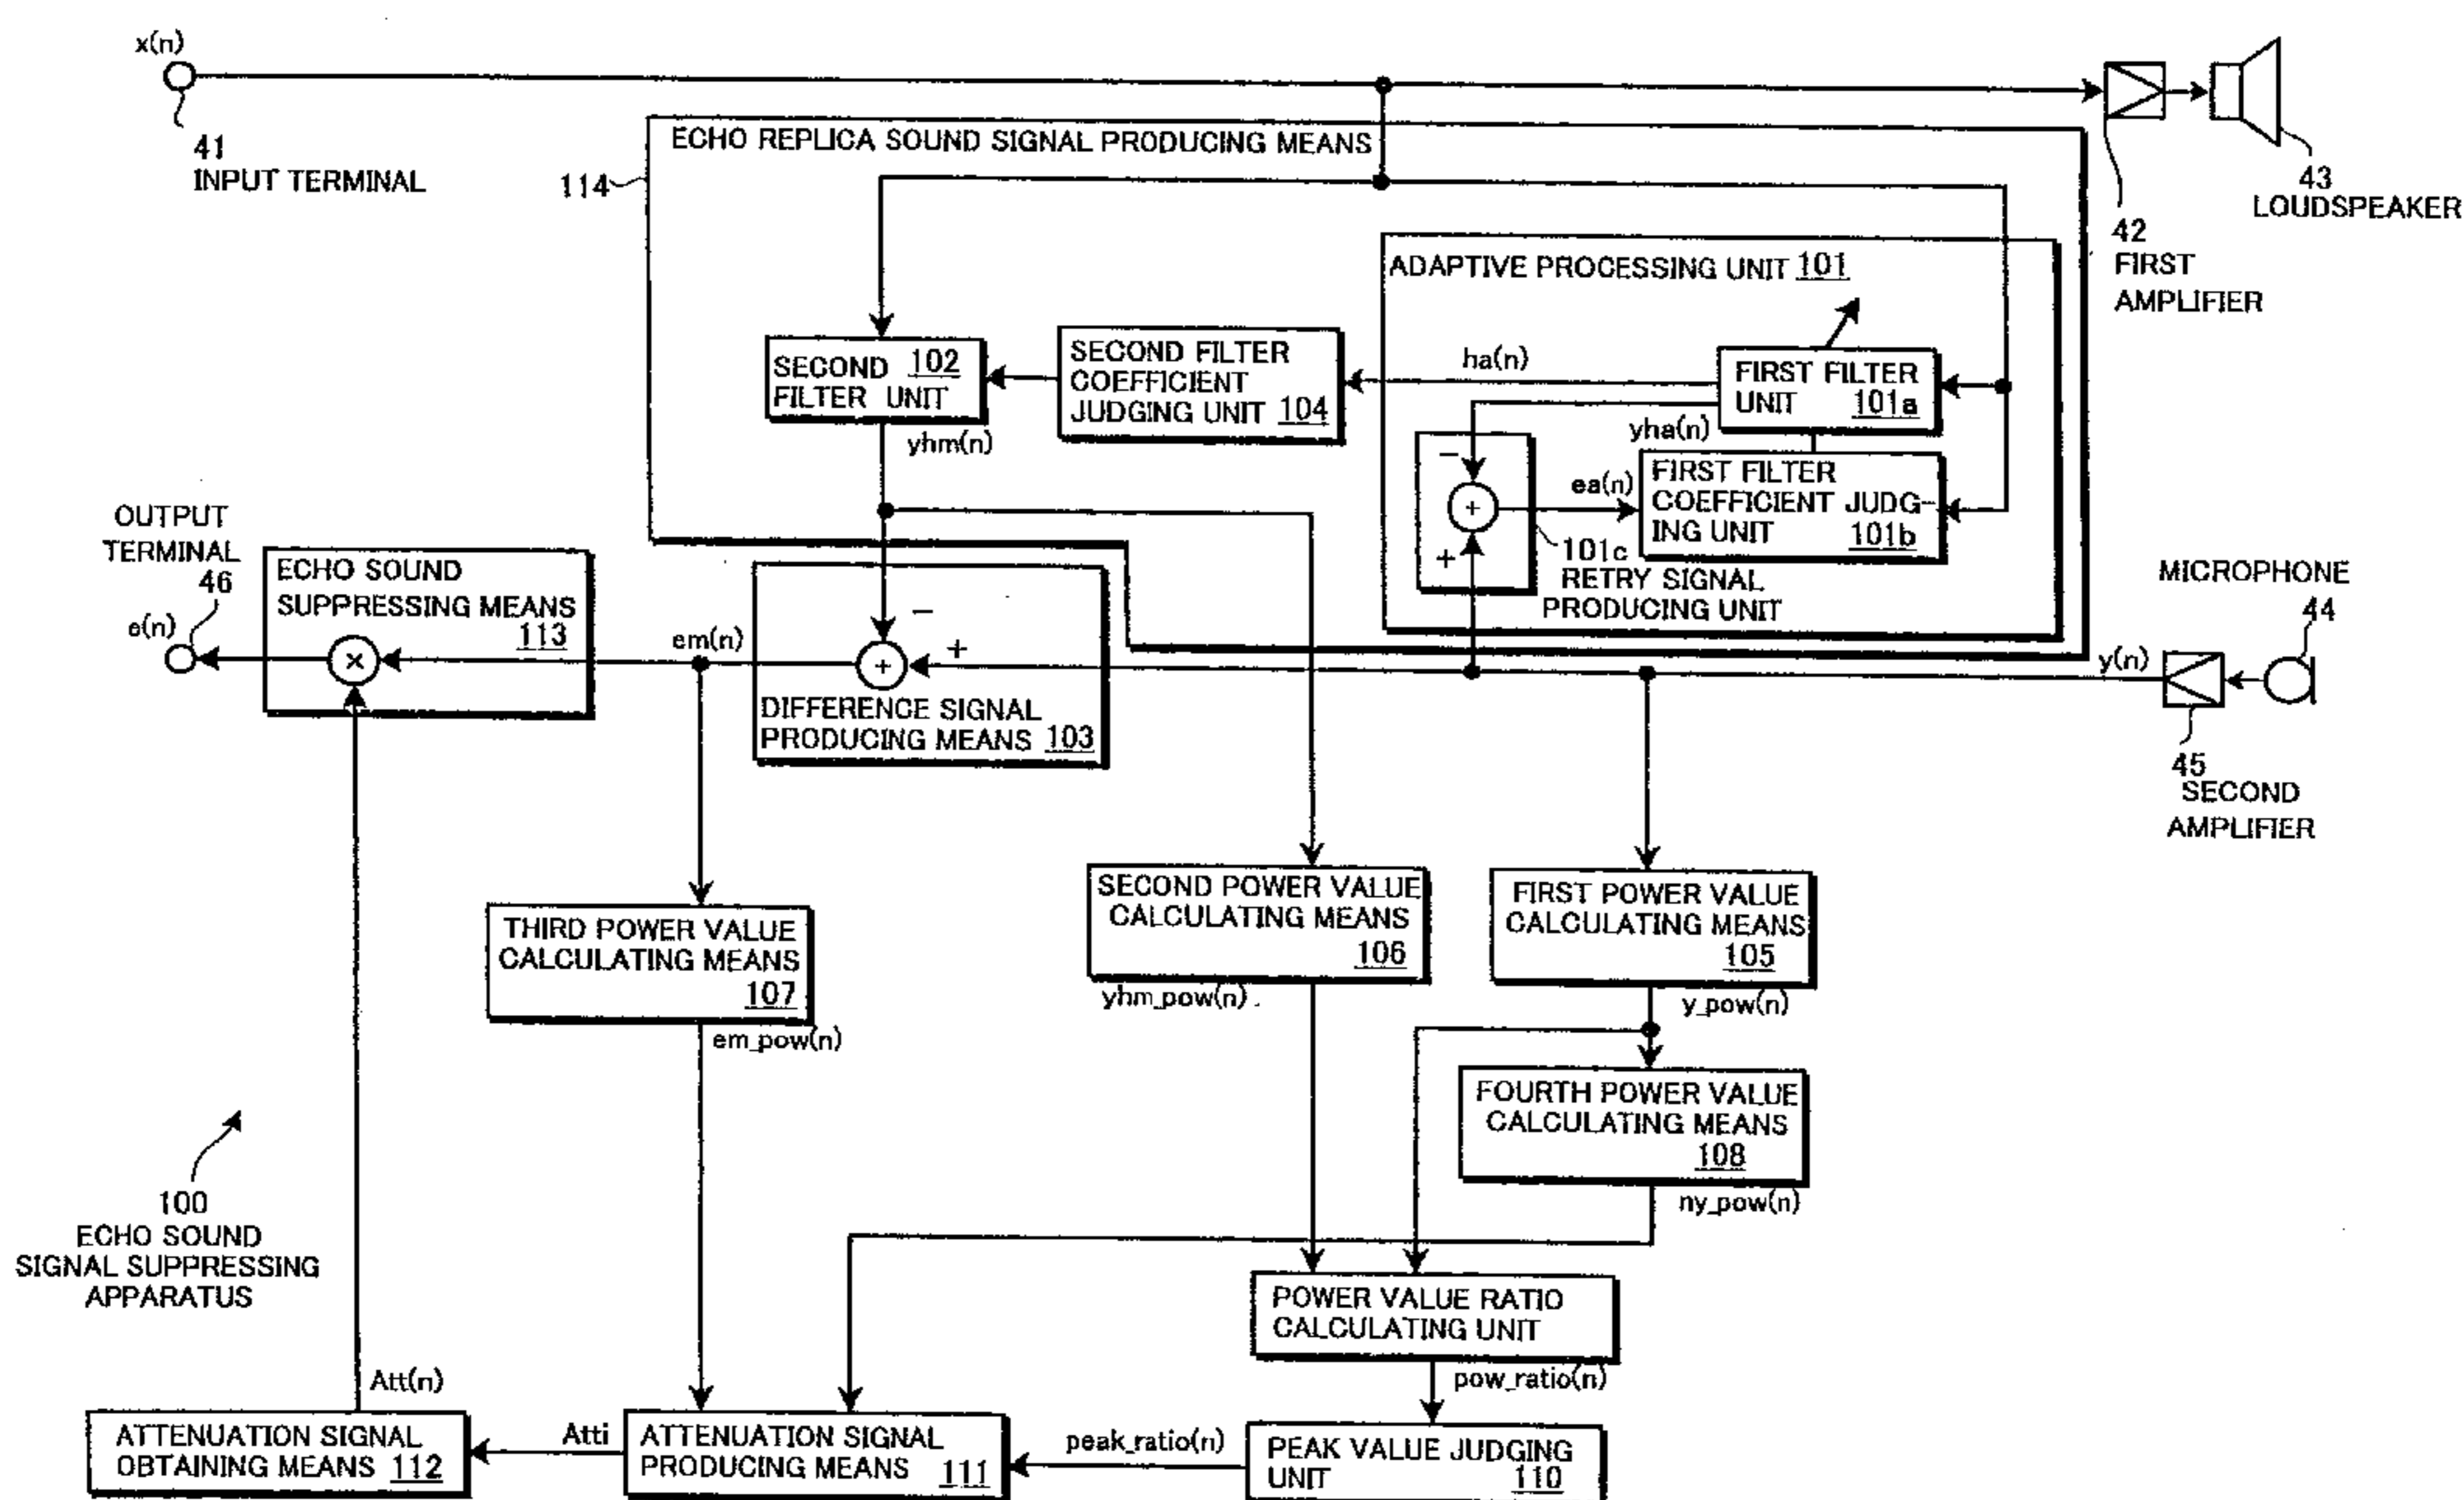 x(n)
41
INPUT TERMINAL
ECHO REPLICA SOUND SIGNAL PRODUCING MEANS
114
43
LOUDSPEAKER
42
FIRST
AMPLIFIER
ADAPTIVE PROCESSING UNIT 101
SECOND 102
FILTER UNIT
SECOND FILTER
COEFFICIENT
JUDGING UNIT 104
ha(n)
FIRST FILTER
UNIT 101a
yhm(n)
yha(n)
−
+
ea(n)
FIRST FILTER
COEFFICIENT JUDG-
ING UNIT 101b
+
101c
RETRY SIGNAL
PRODUCING UNIT
OUTPUT
TERMINAL
46
e(n)
ECHO SOUND
SUPPRESSING MEANS
113
×
em(n)
−
+
+
DIFFERENCE SIGNAL
PRODUCING MEANS 103
MICROPHONE
44
y(n)
45
SECOND
AMPLIFIER
THIRD POWER VALUE
CALCULATING MEANS
107
em_pow(n)
SECOND POWER VALUE
CALCULATING MEANS
106
yhm_pow(n)
FIRST POWER VALUE
CALCULATING MEANS
105
y_pow(n)
FOURTH POWER VALUE
CALCULATING MEANS
108
ny_pow(n)
100
ECHO SOUND
SIGNAL SUPPRESSING
APPARATUS
POWER VALUE RATIO
CALCULATING UNIT
pow_ratio(n)
Att(n)
ATTENUATION SIGNAL
OBTAINING MEANS 112
Atti
ATTENUATION SIGNAL
PRODUCING MEANS 111
peak_ratio(n)
PEAK VALUE JUDGING
UNIT 110